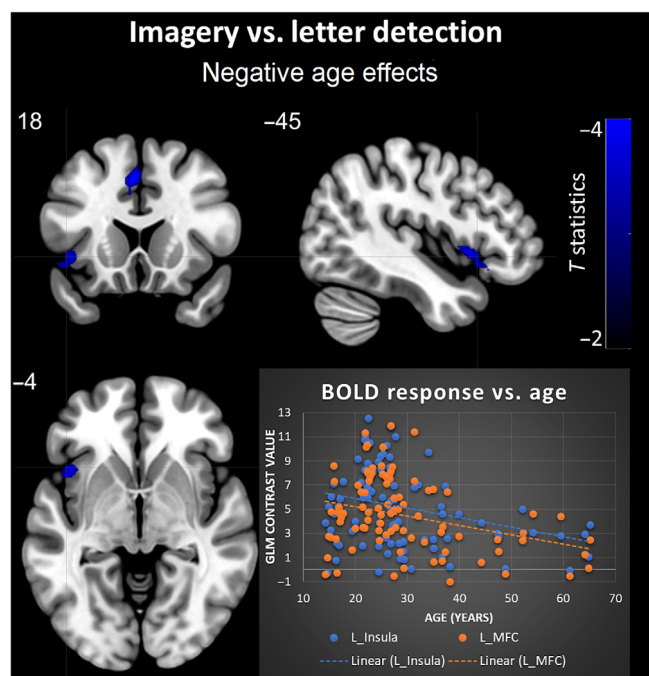 Imagery vs. letter detection
Negative age effects
18
−45
−4
T statistics
−2
−4
BOLD response vs. age
GLM CONTRAST VALUE
13
11
9
7
5
3
1
−1
10 20 30 40 50 60 70
AGE (YEARS)
L_Insula L_MFC
Linear (L_Insula) Linear (L_MFC)